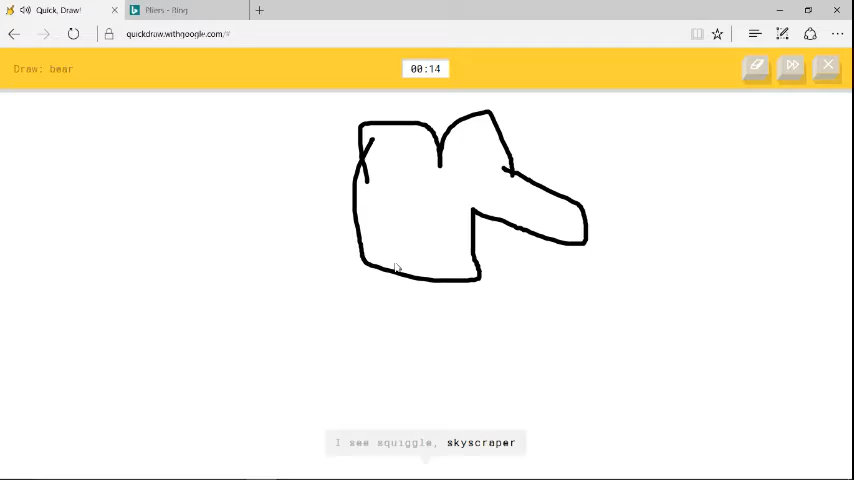 Quick, Draw!
Pliers - Bing
quickdraw.withgoogle.com/#
Draw: bear
00:14
I see squiggle, skyscraper